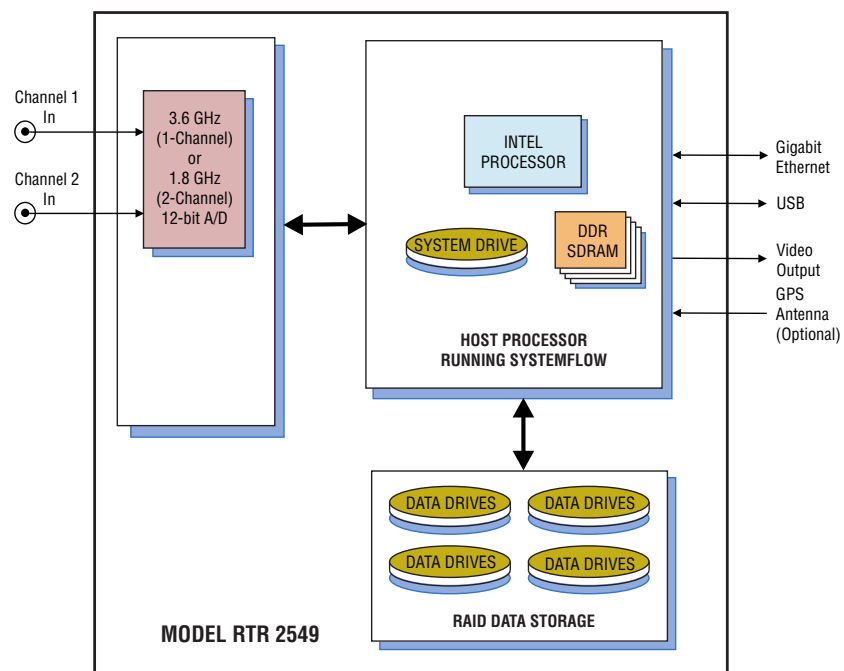 Channel 1
In
Channel 2
In
3.6 GHz
(1-Channel)
or
1.8 GHz
(2-Channel)
12-bit A/D
INTEL
PROCESSOR
SYSTEM DRIVE
DDR
SDRAM
HOST PROCESSOR
RUNNING SYSTEMFLOW
Gigabit
Ethernet
USB
Video
Output
GPS
Antenna
(Optional)
DATA DRIVES
DATA DRIVES
DATA DRIVES
DATA DRIVES
RAID DATA STORAGE
MODEL RTR 2549